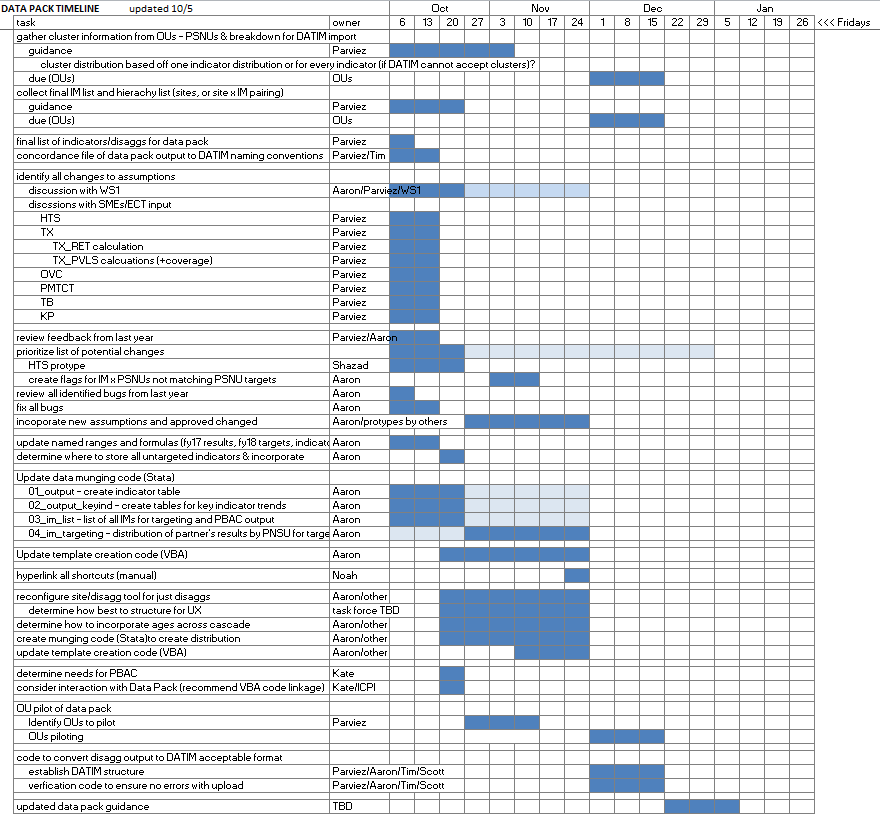 DATA PACK TIMELINE updated 10/5 Oct Nov Dec Jan
task owner 6 13 20 27 3 10 17 24 1 8 15 22 29 5 12 19 26 <<< Fridays
gather cluster information from OUs - PSNUs & breakdown for DATIM import
guidance Parviez
cluster distribution based off one indicator distribution or for every indicator (if DATIM cannot accept clusters)?
due (OUs) OUs
collect final IM list and hierachy list (sites, or site x IM pairing)
guidance Parviez
due (OUs) OUs
final list of indicators/disaggs for data pack Parviez
concordance file of data pack output to DATIM naming conventions Parviez/Tim
identify all changes to assumptions
discussion with WS1 Aaron/Parviez/WS1
discssions with SMEs/ECT input
HTS Parviez
TX Parviez
TX_RET calculation Parviez
TX_PVLS calcuations (+coverage) Parviez
OVC Parviez
PMTCT Parviez
TB Parviez
KP Parviez
review feedback from last year Parviez/Aaron
prioritize list of potential changes
HTS protype Shazad
create flags for IM x PSNUs not matching PSNU targets Aaron
review all identified bugs from last year Aaron
fix all bugs Aaron
incoporate new assumptions and approved changed Aaron/protypes by others
update named ranges and formulas (fy17 results, fy18 targets, indicato Aaron
determine where to store all untargeted indicators & incorporate Aaron
Update data munging code (Stata)
01_output - create indicator table Aaron
02_output_keyind - create tables for key indicator trends Aaron
03_im_list - list of all IMs for targeting and PBAC output Aaron
04_im_targeting - distribution of partner's results by PNSU for targe Aaron
Update template creation code (VBA) Aaron
hyperlink all shortcuts (manual) Noah
reconfigure site/disagg tool for just disaggs Aaron/other
determine how best to structure for UX task force TBD
determine how to incorporate ages across cascade Aaron/other
create munging code (Stata)to create distribution Aaron/other
update template creation code (VBA) Aaron/other
determine needs for PBAC Kate
consider interaction with Data Pack (recommend VBA code linkage) Kate/ICPI
OU pilot of data pack
Identify OUs to pilot Parviez
OUs piloting
code to convert disagg output to DATIM acceptable format
establish DATIM structure Parviez/Aaron/Tim/Scott
verfication code to ensure no errors with upload Parviez/Aaron/Tim/Scott
updated data pack guidance TBD